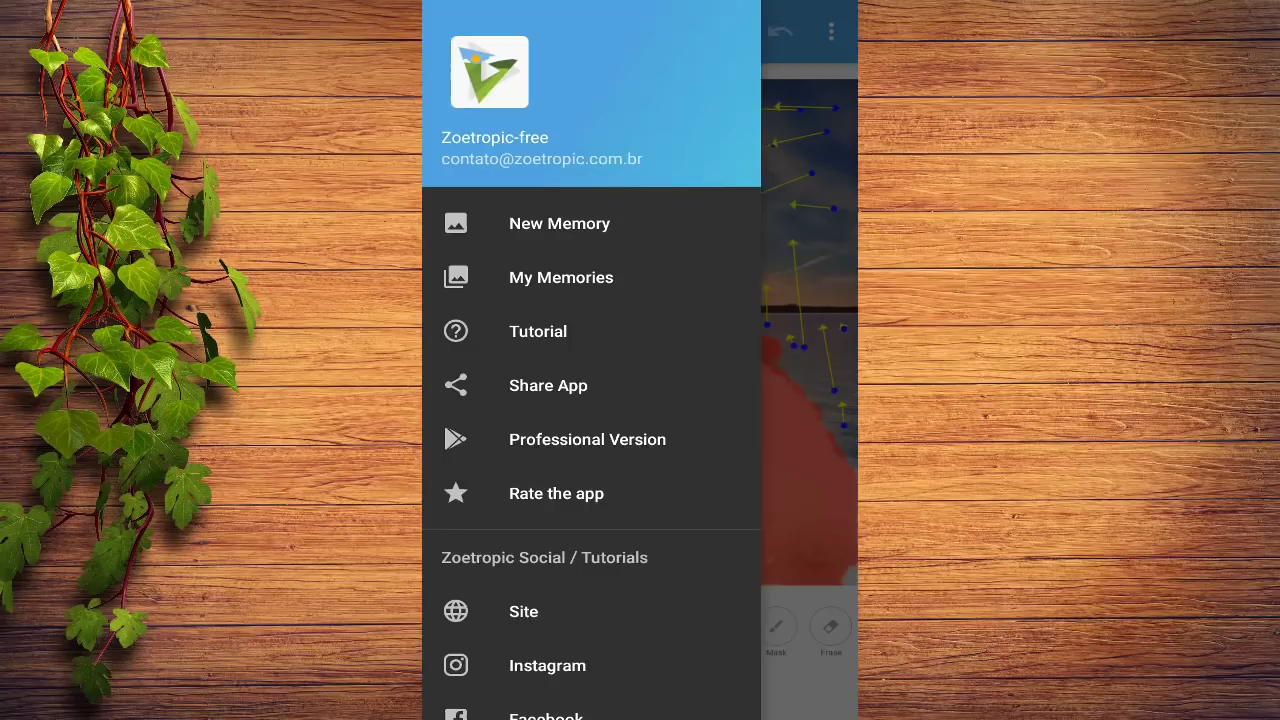 Zoetropic-free
contato@zoetropic.com.br
New Memory
My Memories
Tutorial
Share App
Professional Version
Rate the app
Zoetropic Social / Tutorials
Site
Instagram
Facebook
Mask
Erase